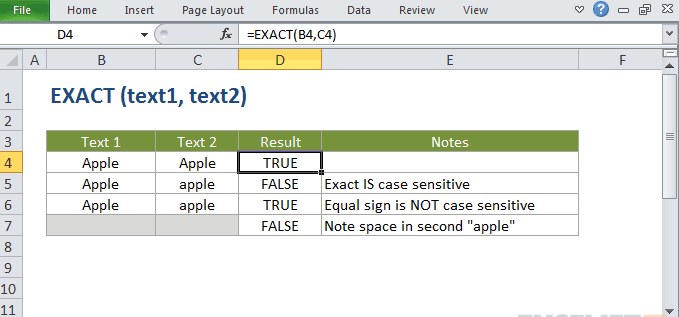 File Home Insert Page Layout Formulas Data Review View
D4 fx =EXACT(B4,C4)
A B C D E F
1 EXACT (text1, text2)
2
3 Text 1 Text 2 Result Notes
4 Apple Apple TRUE
5 Apple apple FALSE Exact IS case sensitive
6 Apple apple TRUE Equal sign is NOT case sensitive
7 FALSE Note space in second "apple"
8
9
10
11